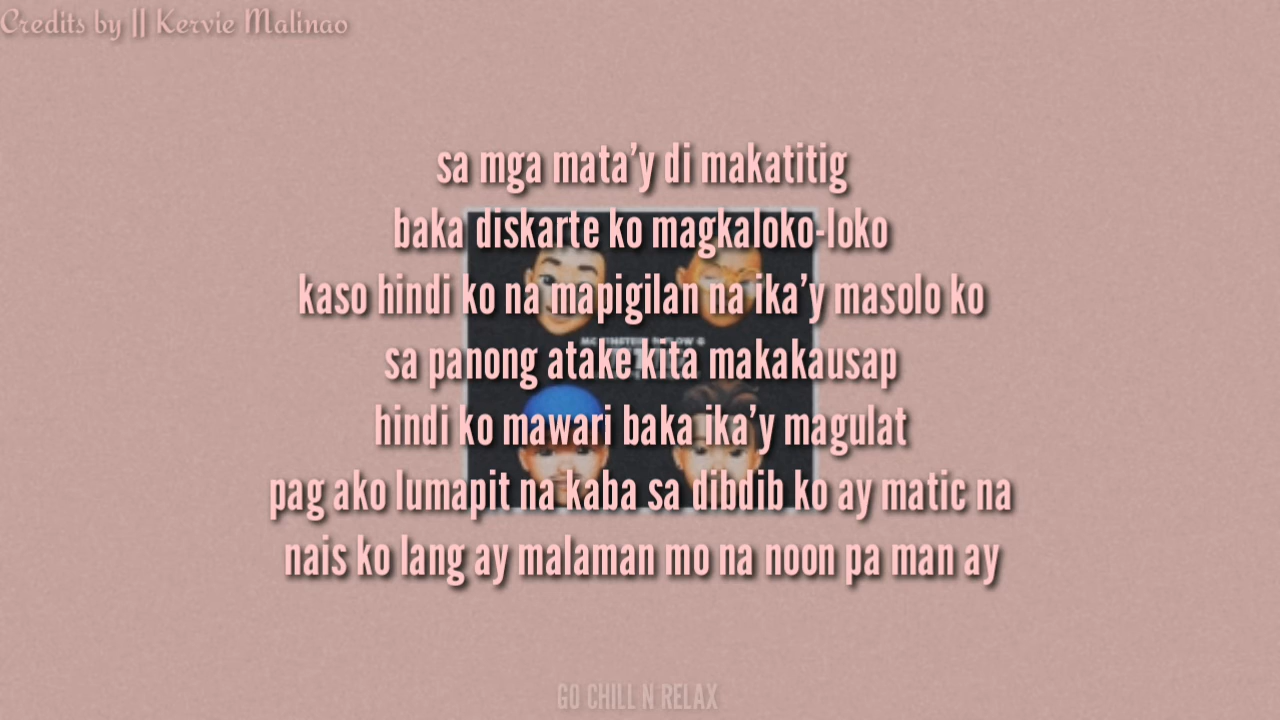 Credits by || Kervie Malinao
sa mga mata'y di makatitig
baka diskarte ko magkaloko-loko
kaso hindi ko na mapigilan na ika'y masolo ko
sa panong atake kita makakausap
hindi ko mawari baka ika'y magulat
pag ako lumapit na kaba sa dibdib ko ay matic na
nais ko lang ay malaman mo na noon pa man ay
GO CHILL N RELAX